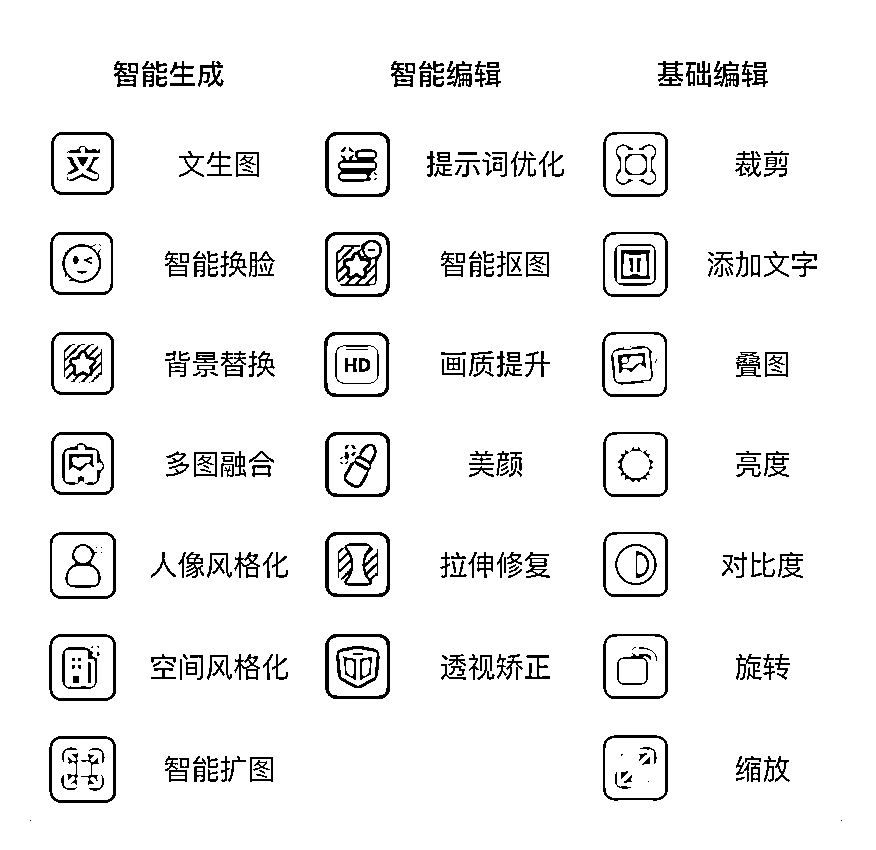 智能生成 智能编辑 基础编辑
文 文生图 提示词优化 裁剪
智能换脸 智能抠图 添加文字
背景替换 HD 画质提升 叠图
多图融合 美颜 亮度
人像风格化 拉伸修复 对比度
空间风格化 透视矫正 旋转
智能扩图 缩放